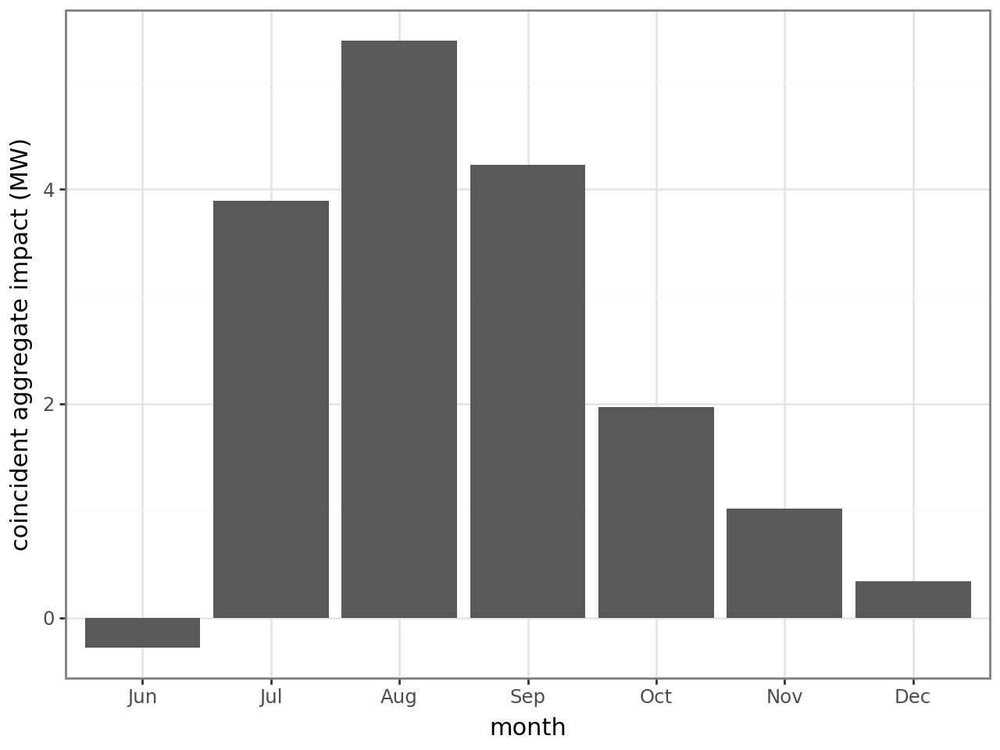 coincident aggregate impact (MW)
4
2
0
Jun Jul Aug Sep Oct Nov Dec
month